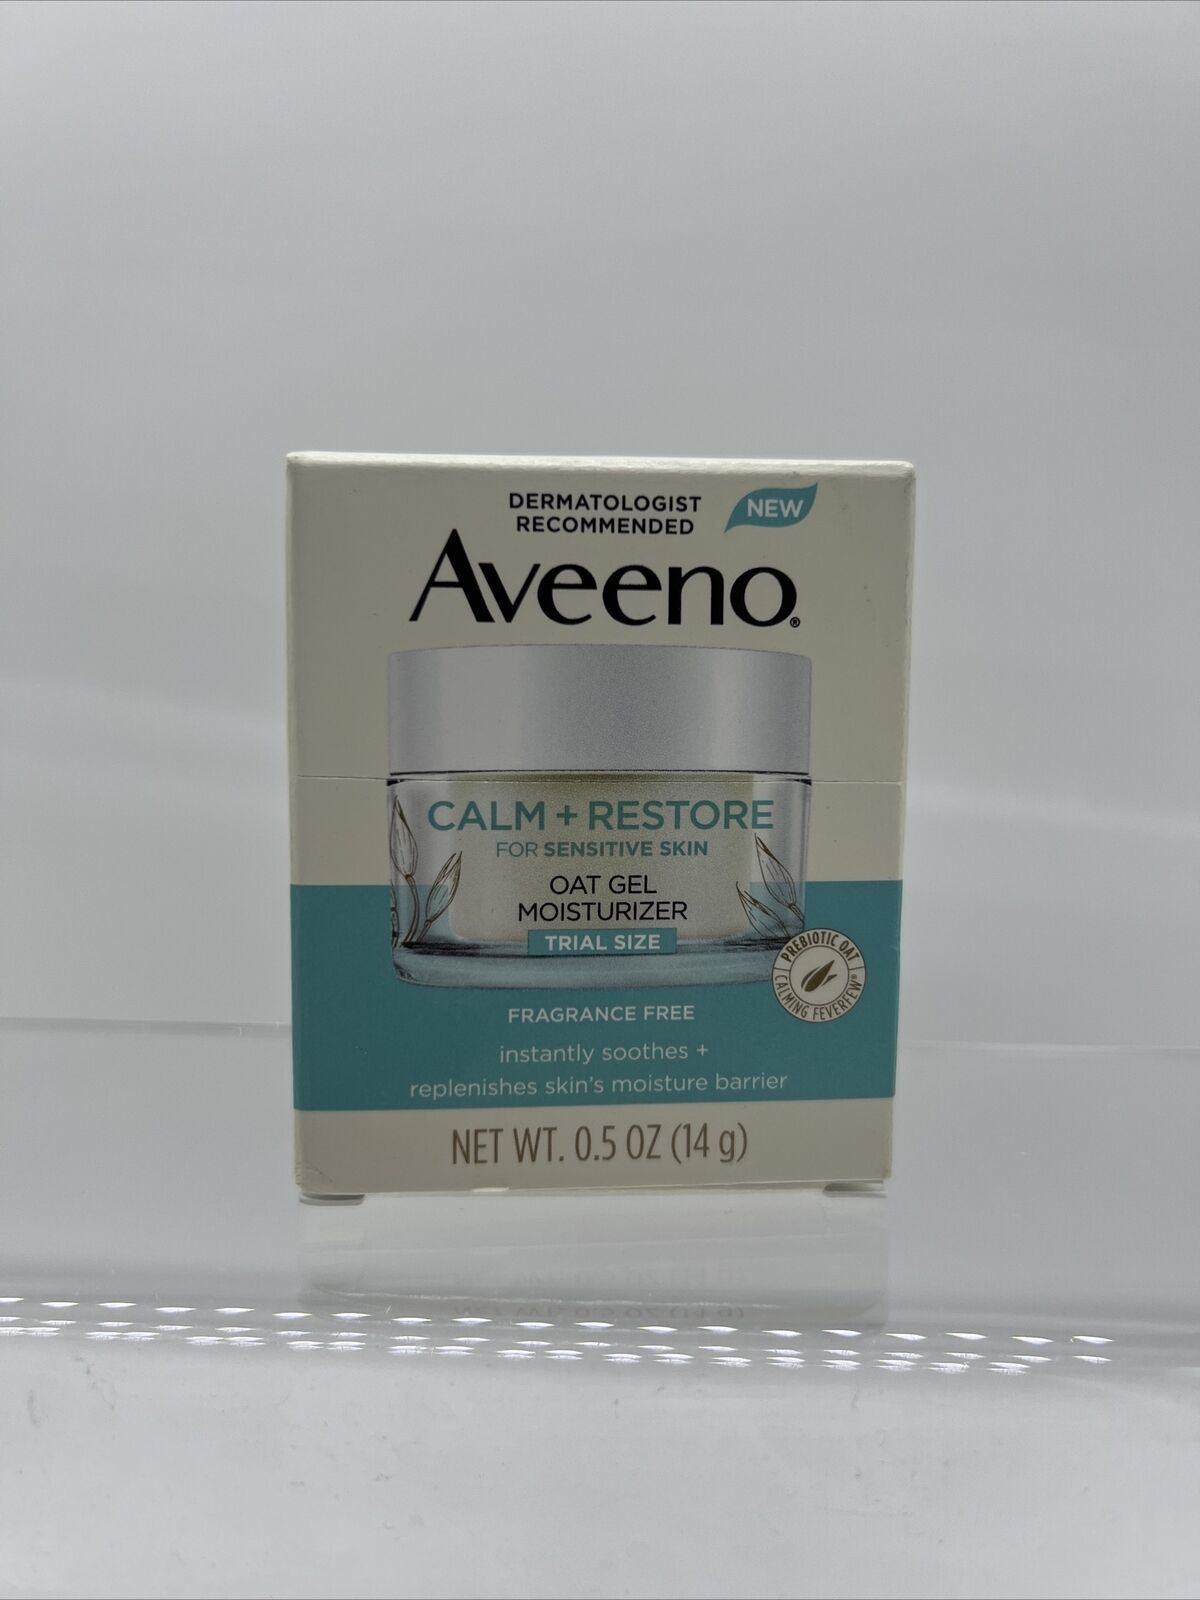 DERMATOLOGIST
RECOMMENDED
NEW
Aveeno®
CALM + RESTORE
FOR SENSITIVE SKIN
OAT GEL
MOISTURIZER
TRIAL SIZE
PREBIOTIC OAT
CALMING FEVERFEW®
FRAGRANCE FREE
instantly soothes +
replenishes skin's moisture barrier
NET WT. 0.5 OZ (14 g)